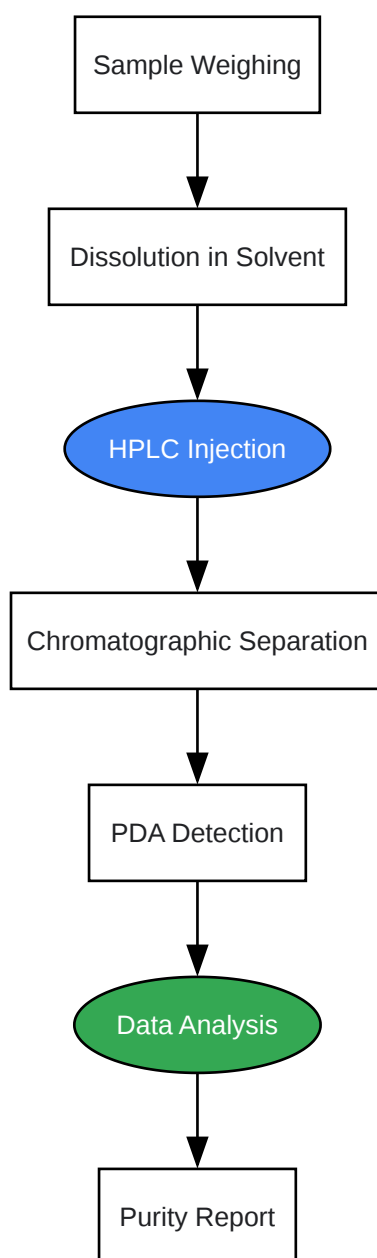 Sample Weighing
Dissolution in Solvent
HPLC Injection
Chromatographic Separation
PDA Detection
Data Analysis
Purity Report